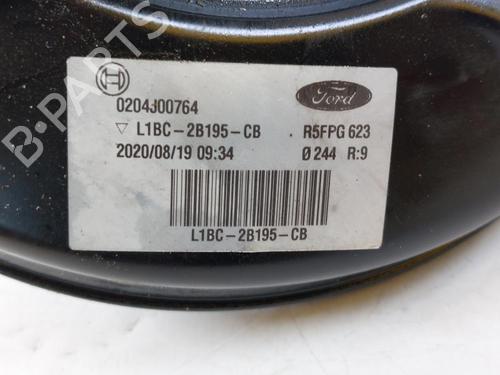 B-PARTS
0204J00764
Ford
▽ L1BC-2B195-CB
R5FPG 623
2020/08/19 09:34
Ø244 R:9
L1BC-2B195-CB